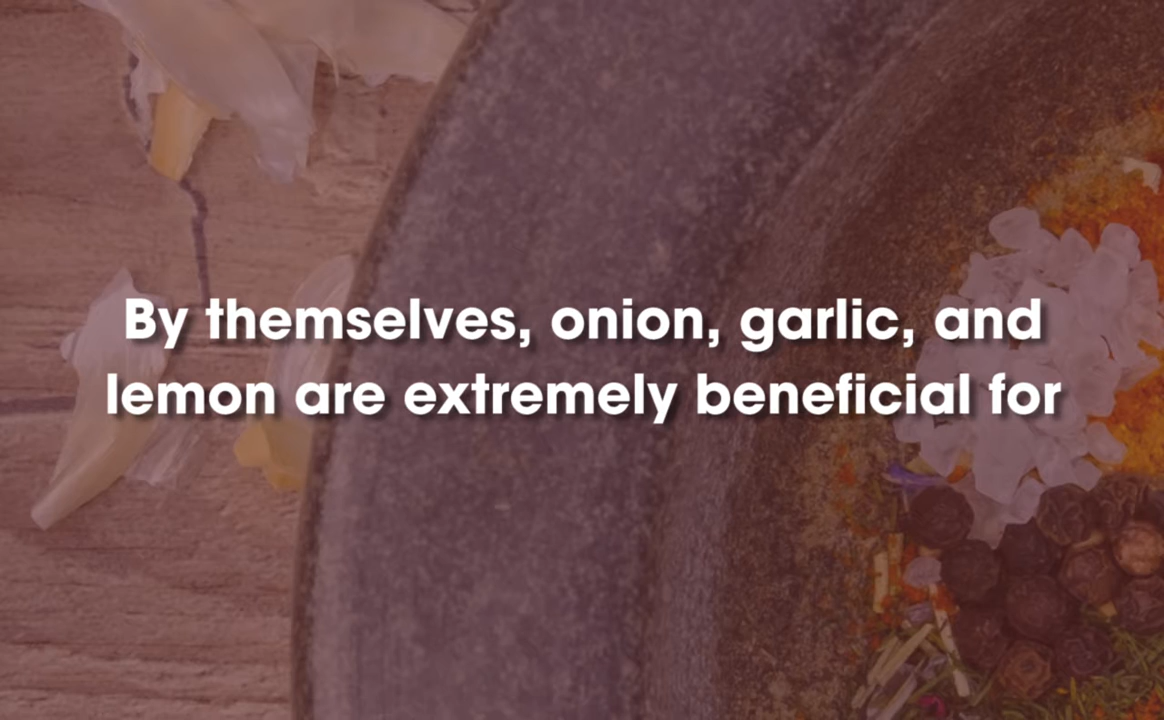 By themselves, onion, garlic, and
lemon are extremely beneficial for